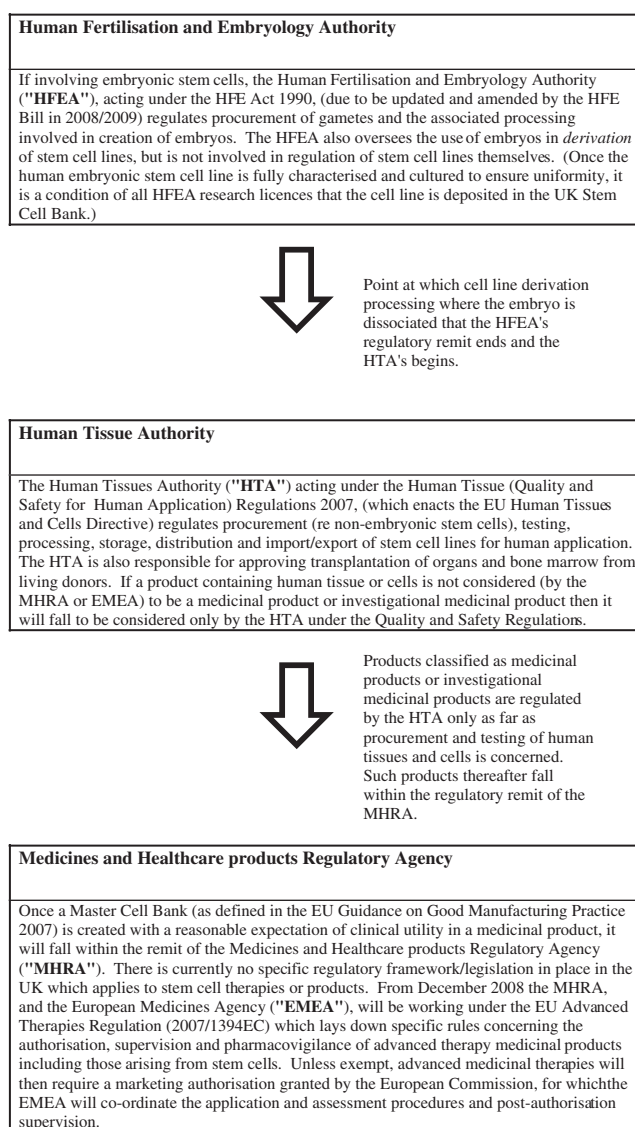 Human Fertilisation and Embryology Authority
If involving embryonic stem cells, the Human Fertilisation and Embryology Authority
("HFEA"), acting under the HFE Act 1990, (due to be updated and amended by the HFE
Bill in 2008/2009) regulates procurement of gametes and the associated processing
involved in creation of embryos.  The HFEA also oversees the use of embryos in derivation
of stem cell lines, but is not involved in regulation of stem cell lines themselves.  (Once the
human embryonic stem cell line is fully characterised and cultured to ensure uniformity, it
is a condition of all HFEA research licences that the cell line is deposited in the UK Stem
Cell Bank.)
Point at which cell line derivation
processing where the embryo is
dissociated that the HFEA's
regulatory remit ends and the
HTA's begins.
Human Tissue Authority
The Human Tissues Authority ("HTA") acting under the Human Tissue (Quality and
Safety for  Human Application) Regulations 2007, (which enacts the EU Human Tissues
and Cells Directive) regulates procurement (re non-embryonic stem cells), testing,
processing, storage, distribution and import/export of stem cell lines for human application.
The HTA is also responsible for approving transplantation of organs and bone marrow from
living donors.  If a product containing human tissue or cells is not considered (by the
MHRA or EMEA) to be a medicinal product or investigational medicinal product then it
will fall to be considered only by the HTA under the Quality and Safety Regulations.
Products classified as medicinal
products or investigational
medicinal products are regulated
by the HTA only as far as
procurement and testing of human
tissues and cells is concerned.
Such products thereafter fall
within the regulatory remit of the
MHRA.
Medicines and Healthcare products Regulatory Agency
Once a Master Cell Bank (as defined in the EU Guidance on Good Manufacturing Practice
2007) is created with a reasonable expectation of clinical utility in a medicinal product, it
will fall within the remit of the Medicines and Healthcare products Regulatory Agency
("MHRA").  There is currently no specific regulatory framework/legislation in place in the
UK which applies to stem cell therapies or products.  From December 2008 the MHRA,
and the European Medicines Agency ("EMEA"), will be working under the EU Advanced
Therapies Regulation (2007/1394EC) which lays down specific rules concerning the
authorisation, supervision and pharmacovigilance of advanced therapy medicinal products
including those arising from stem cells.  Unless exempt, advanced medicinal therapies will
then require a marketing authorisation granted by the European Commission, for whichthe
EMEA will co-ordinate the application and assessment procedures and post-authorisation
supervision.